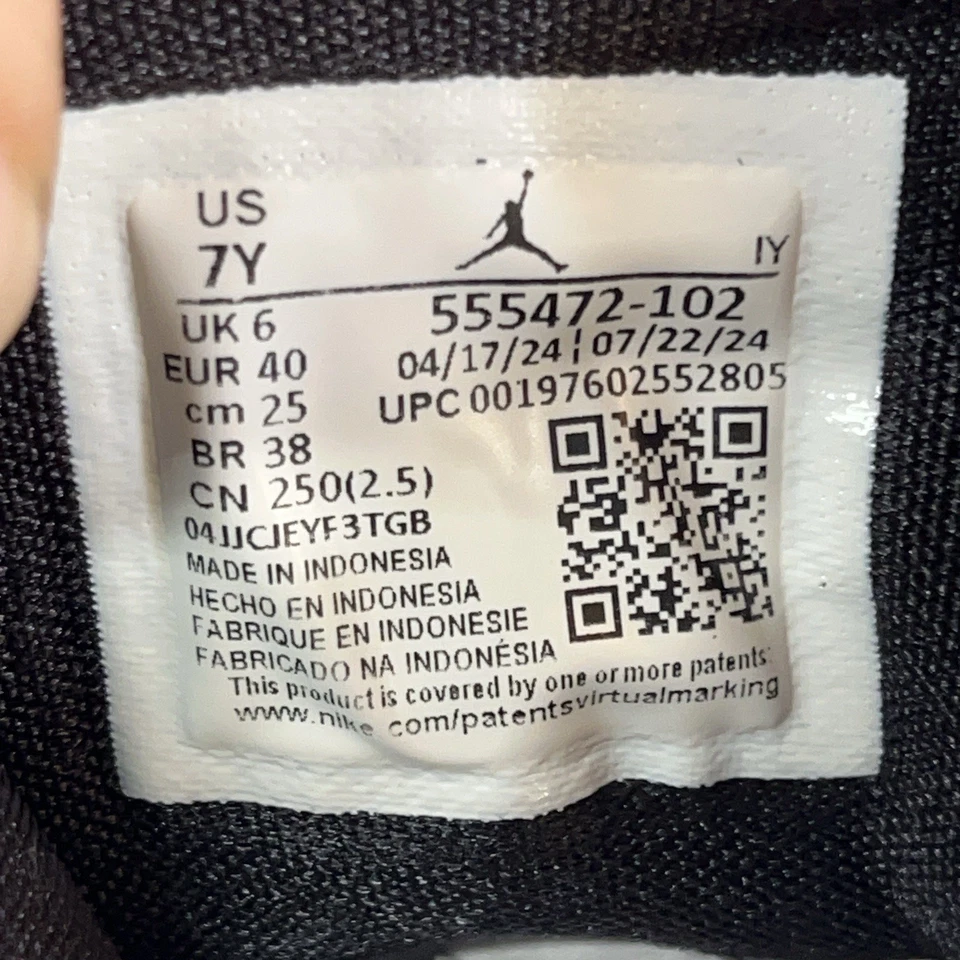 US
7Y
IY
UK 6
555472-102
EUR 40
04/17/24 ¦ 07/22/24
cm 25
UPC 00197602552805
BR 38
CN 250(2.5)
04JJCJEYF3TGB
MADE IN INDONESIA
HECHO EN INDONESIA
FABRIQUE EN INDONESIE
FABRICADO NA INDONÉSIA
This product is covered by one or more patents:
www.nike.com/patentsvirtualmarking